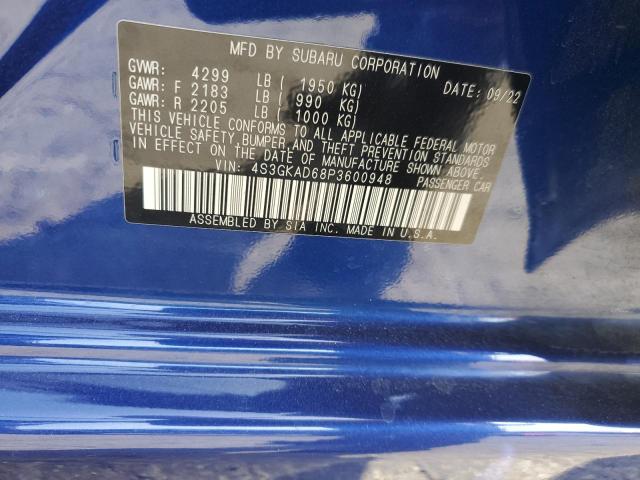 MFD BY SUBARU CORPORATION
GVWR: 4299 LB ( 1950 KG) DATE: 09/22
GAWR: F 2183 LB ( 990 KG)
GAWR: R 2205 LB ( 1000 KG)
THIS VEHICLE CONFORMS TO ALL APPLICABLE FEDERAL MOTOR
VEHICLE SAFETY, BUMPER AND THEFT PREVENTION STANDARDS
IN EFFECT ON THE DATE OF MANUFACTURE SHOWN ABOVE.
VIN: 4S3GKAD68P3600948 PASSENGER CAR
ASSEMBLED BY SIA INC. MADE IN U.S.A.